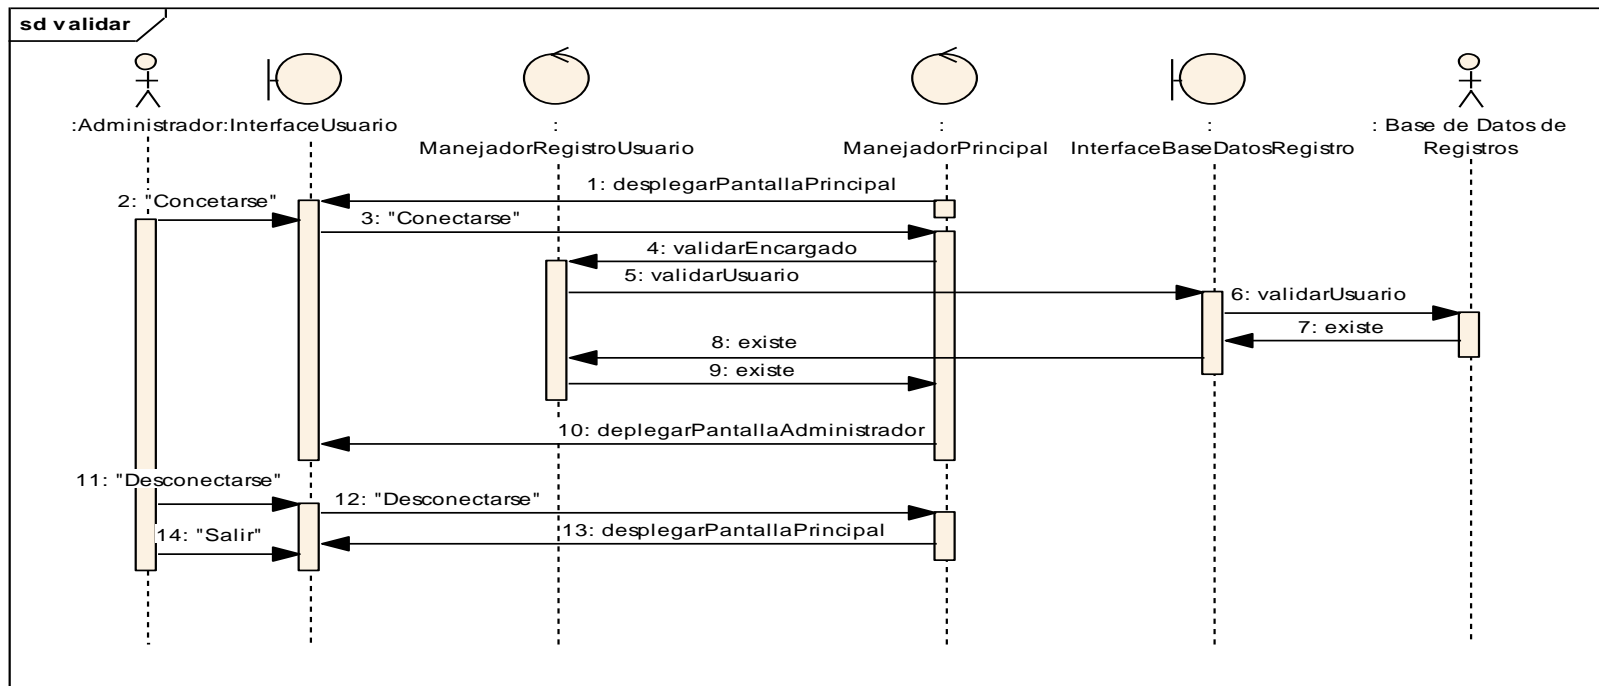 sd validar
:Administrador
:InterfaceUsuario
:
ManejadorRegistroUsuario
:
ManejadorPrincipal
:
InterfaceBaseDatosRegistro
: Base de Datos de
Registros
1: desplegarPantallaPrincipal
2: "Concetarse"
3: "Conectarse"
4: validarEncargado
5: validarUsuario
6: validarUsuario
7: existe
8: existe
9: existe
10: deplegarPantallaAdministrador
11: "Desconectarse"
12: "Desconectarse"
13: desplegarPantallaPrincipal
14: "Salir"